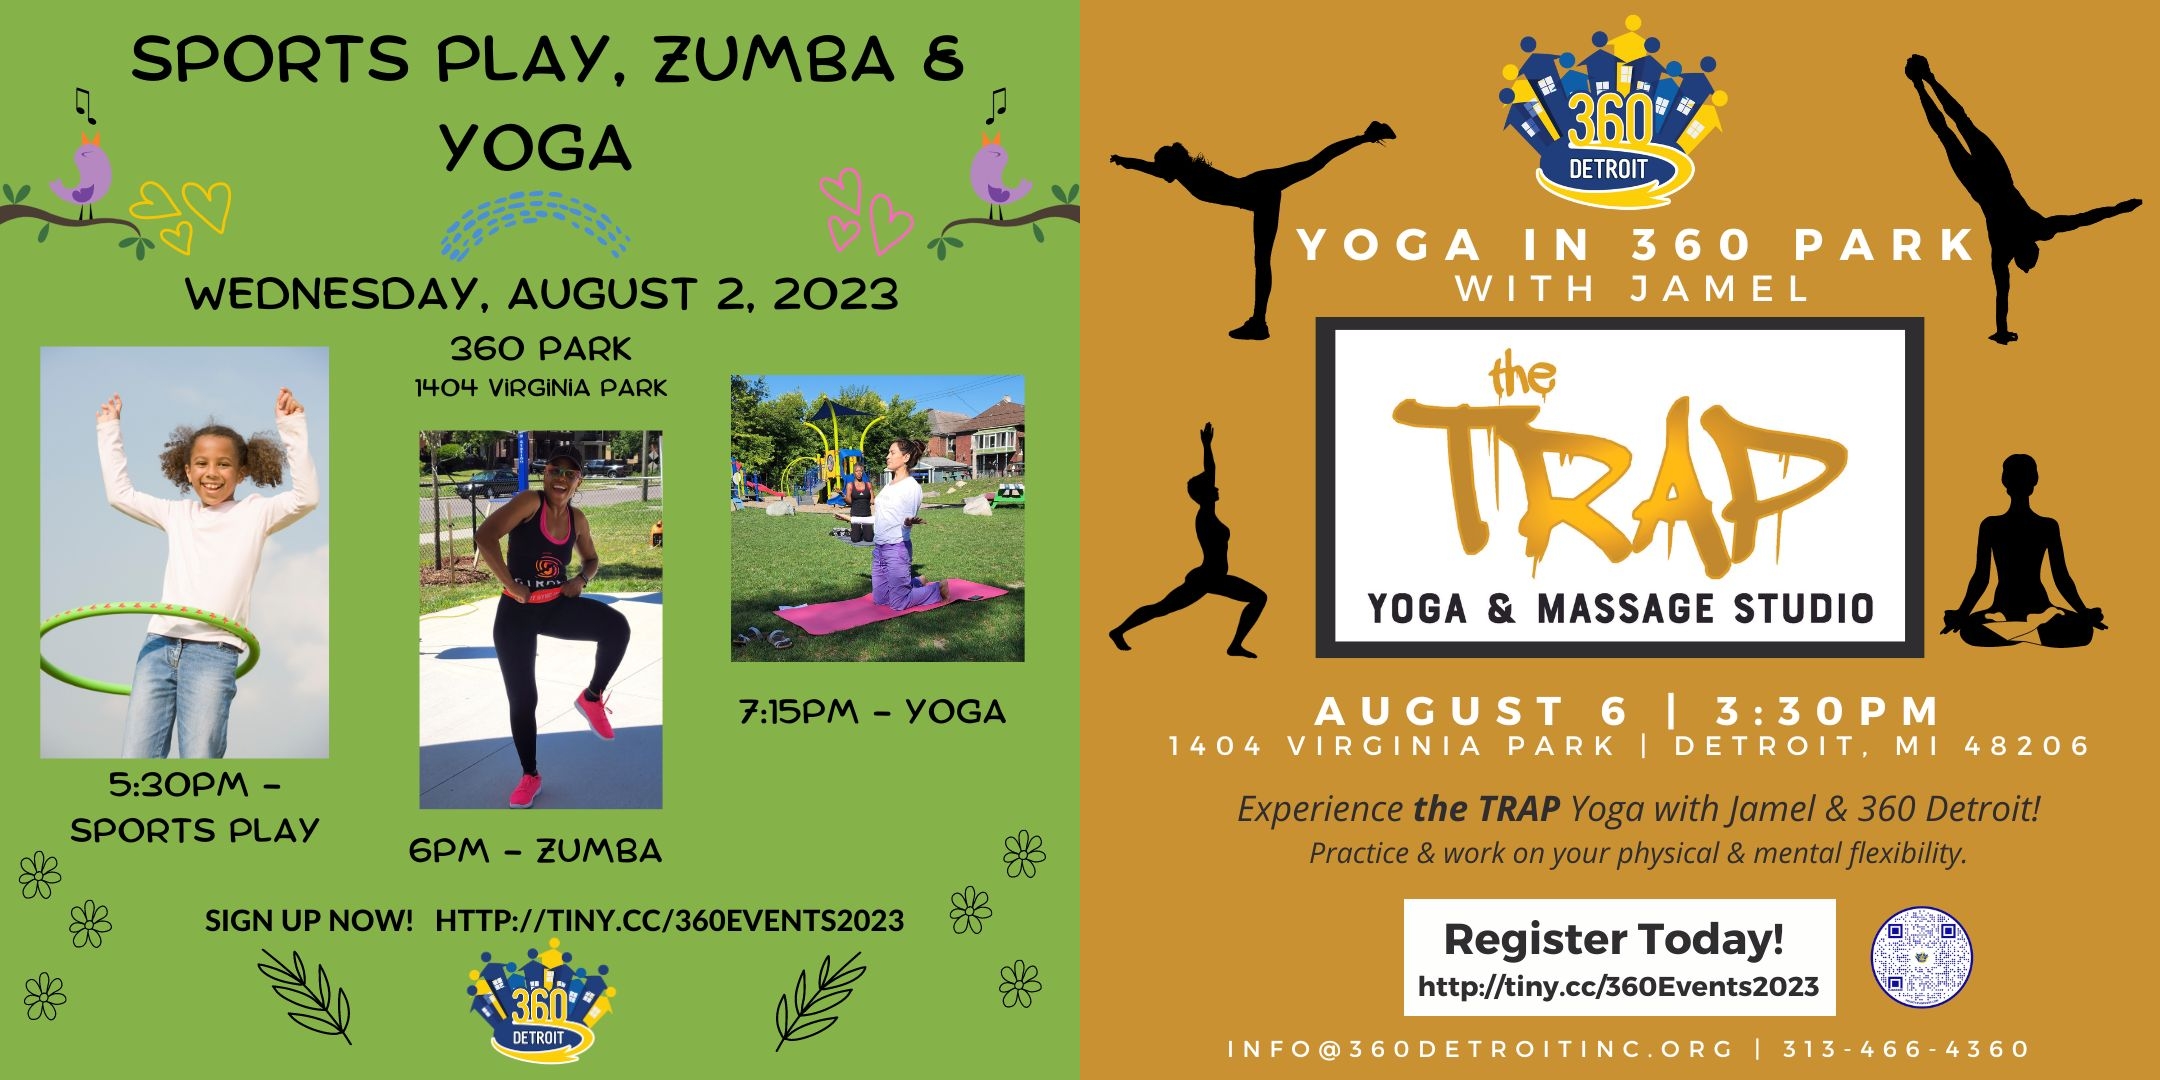 SPORTS PLAY, ZUMBA &
YOGA
WEDNESDAY, AUGUST 2, 2023
360 PARK
1404 VIRGINIA PARK
5:30PM –
SPORTS PLAY
6PM – ZUMBA
7:15PM – YOGA
SIGN UP NOW! HTTP://TINY.CC/360EVENTS2023
360
DETROIT
360
DETROIT
YOGA IN 360 PARK
WITH JAMEL
the
TRAP
YOGA & MASSAGE STUDIO
AUGUST 6 | 3:30PM
1404 VIRGINIA PARK | DETROIT, MI 48206
Experience the TRAP Yoga with Jamel & 360 Detroit!
Practice & work on your physical & mental flexibility.
Register Today!
http://tiny.cc/360Events2023
INFO@360DETROITINC.ORG | 313-466-4360